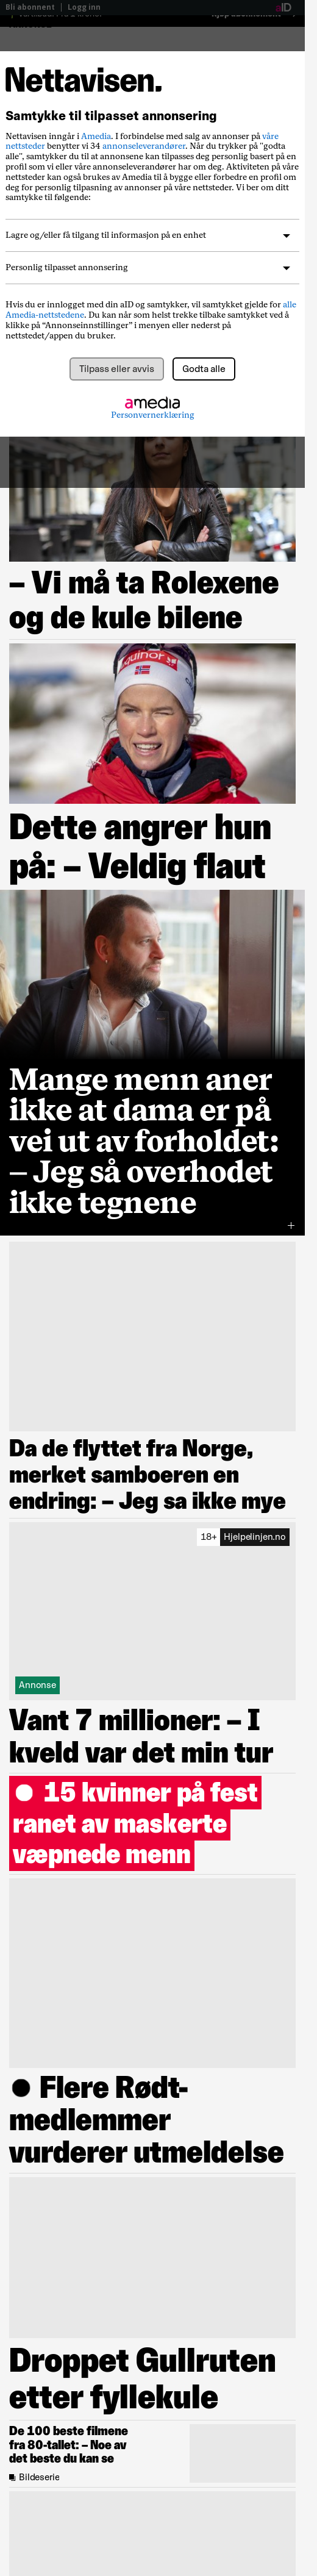 Bli abonnent | Logg inn
aID
Nettavisen.
Samtykke til tilpasset annonsering
Nettavisen inngår i Amedia. I forbindelse med salg av annonser på våre
nettsteder benytter vi 34 annonseleverandører. Når du trykker på "godta
alle", samtykker du til at annonsene kan tilpasses deg personlig basert på en
profil om vi eller våre annonseleverandører har om deg. Aktiviteten på våre
nettsteder kan også brukes av Amedia til å bygge eller forbedre en profil om
deg for personlig tilpasning av annonser på våre nettsteder. Vi ber om ditt
samtykke til følgende:
Lagre og/eller få tilgang til informasjon på en enhet
Personlig tilpasset annonsering
Hvis du er innlogget med din aID og samtykker, vil samtykket gjelde for alle
Amedia-nettstedene. Du kan når som helst trekke tilbake samtykket ved å
klikke på “Annonseinnstillinger” i menyen eller nederst på
nettstedet/appen du bruker.
Tilpass eller avvis
Godta alle
amedia
Personvernerklæring
– Vi må ta Rolexene
og de kule bilene
equinor
Dette angrer hun
på: – Veldig flaut
Mange menn aner
ikke at dama er på
vei ut av forholdet:
– Jeg så overhodet
ikke tegnene
Da de flyttet fra Norge,
merket samboeren en
endring: – Jeg sa ikke mye
18+ Hjelpelinjen.no
Annonse
Vant 7 millioner: – I
kveld var det min tur
● 15 kvinner på fest
ranet av maskerte
væpnede menn
● Flere Rødt-
medlemmer
vurderer utmeldelse
Droppet Gullruten
etter fyllekule
De 100 beste filmene
fra 80-tallet: – Noe av
det beste du kan se
Bildeserie